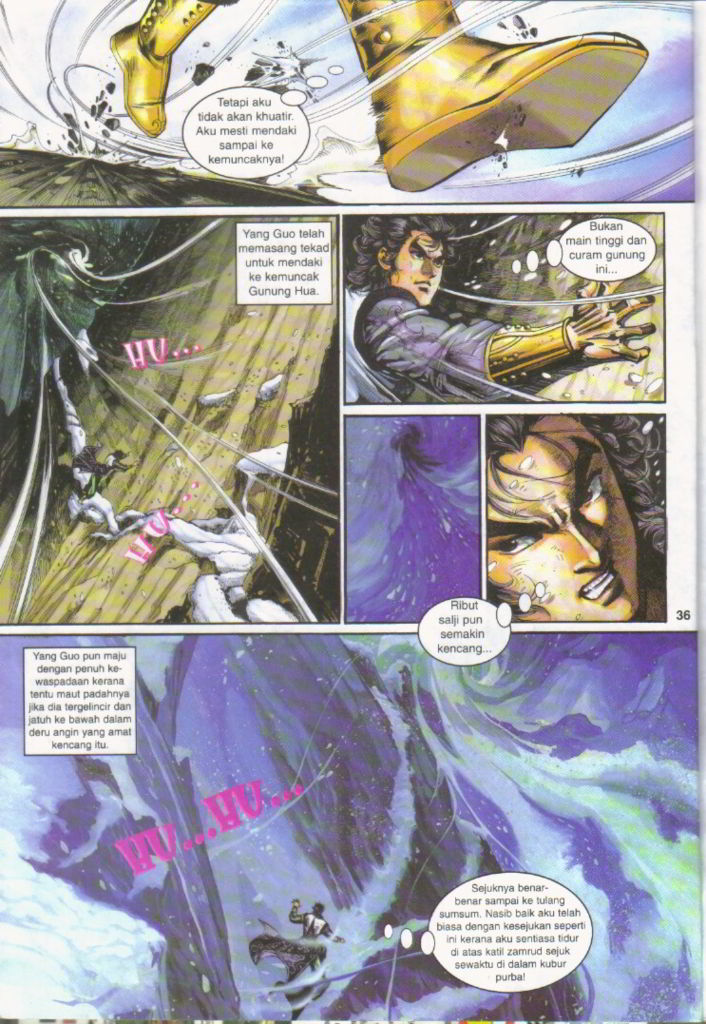 Tetapi aku
tidak akan khuatir.
Aku mesti mendaki
sampai ke
kemuncaknya!
Yang Guo telah
memasang tekad
untuk mendaki
ke kemuncak
Gunung Hua.
HU...
HU...
Bukan
main tinggi dan
curam gunung
ini...
36
Ribut
salji pun
semakin
kencang...
Yang Guo pun maju
dengan penuh ke-
waspadaan kerana
tentu maut padahnya
jika dia tergelincir dan
jatuh ke bawah dalam
deru angin yang amat
kencang itu.
HU...HU...
Sejuknya benar-
benar sampai ke tulang
sumsum. Nasib baik aku telah
biasa dengan kesejukan seperti
ini kerana aku sentiasa tidur
di atas katil zamrud sejuk
sewaktu di dalam kubur
purba!